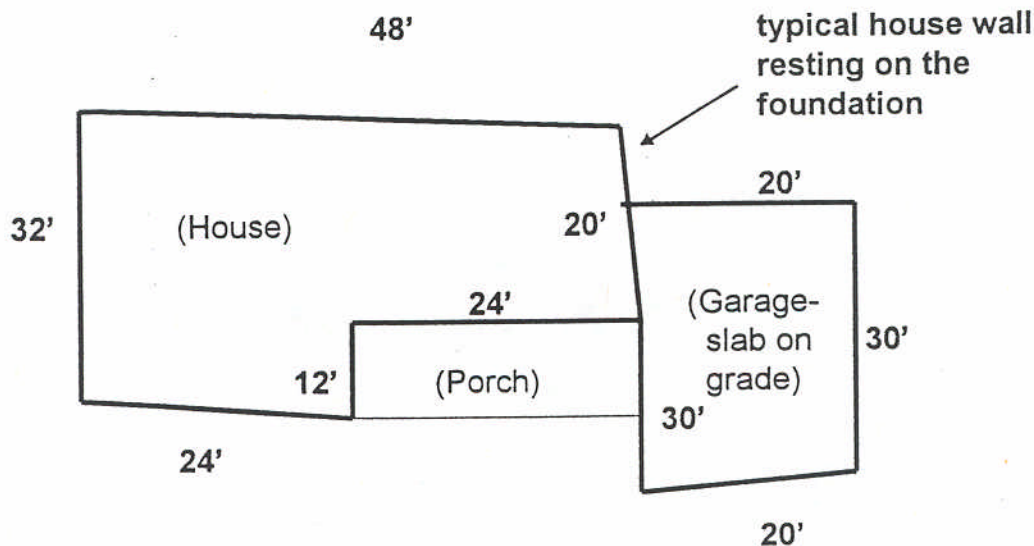 48'
typical house wall
resting on the
foundation
20'
32'
(House)
20'
24'
(Garage-
slab on
grade)
30'
12'
(Porch)
30'
24'
20'